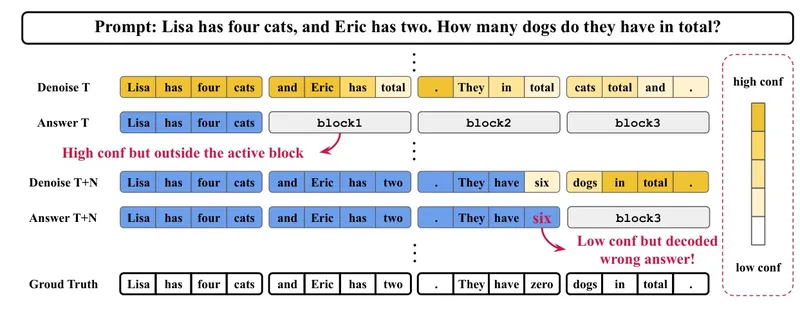 Prompt: Lisa has four cats, and Eric has two. How many dogs do they have in total?
Denoise T Lisa has four cats and Eric has total . They in total cats total and .
high conf
Answer T Lisa has four cats block1 block2 block3
High conf but outside the active block
Denoise T+N Lisa has four cats and Eric has two . They have six dogs in total .
Answer T+N Lisa has four cats and Eric has two . They have six block3
Low conf but decoded
wrong answer!
low conf
Groud Truth Lisa has four cats and Eric has two . They have zero dogs in total .